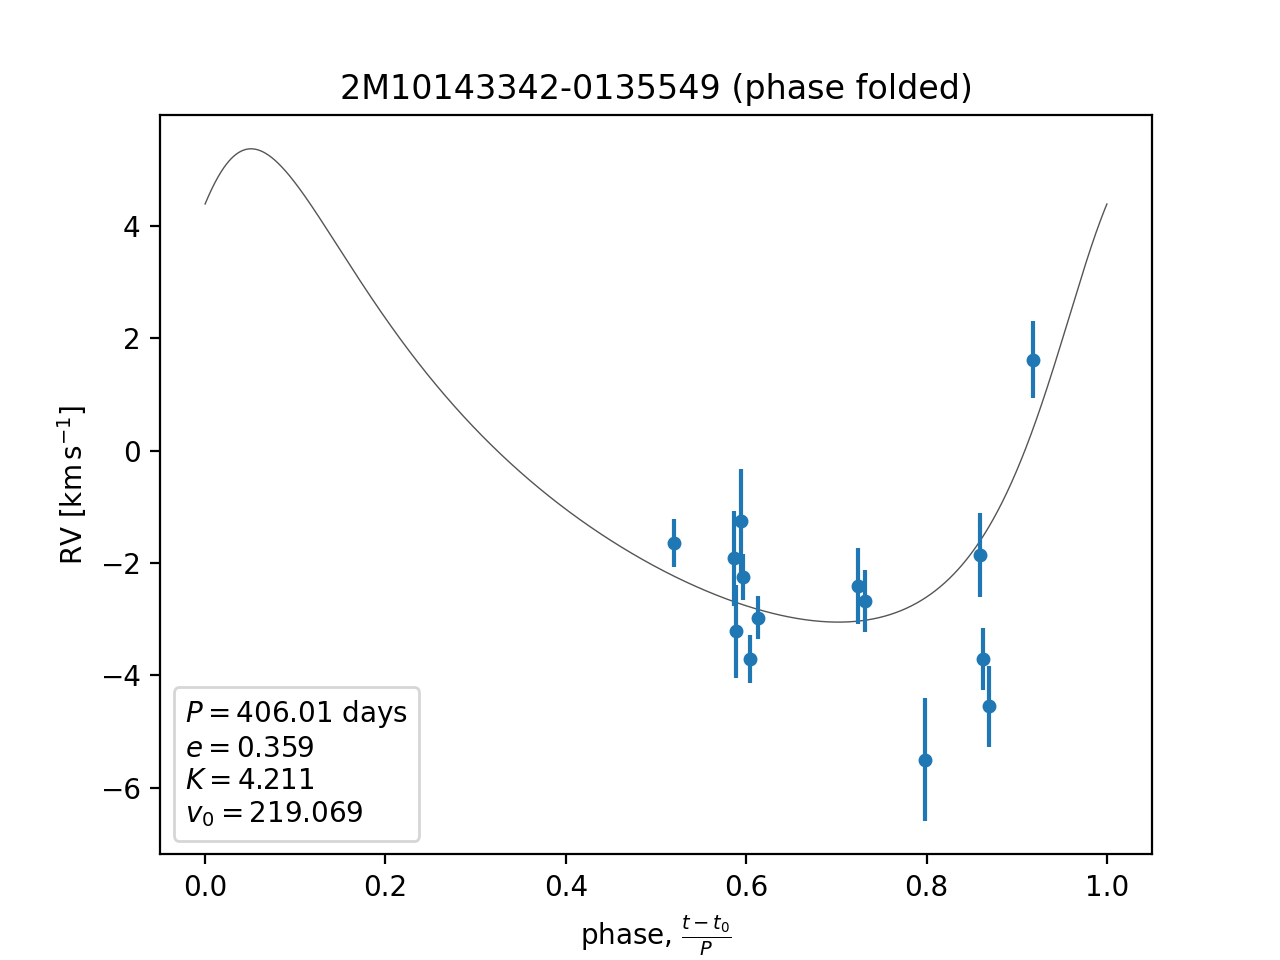 2M10143342-0135549 (phase folded)
RV [km s⁻¹]
4
2
0
−2
−4
−6
P = 406.01 days
e = 0.359
K = 4.211
v₀ = 219.069
0.0 0.2 0.4 0.6 0.8 1.0
phase, (t − t₀)/P